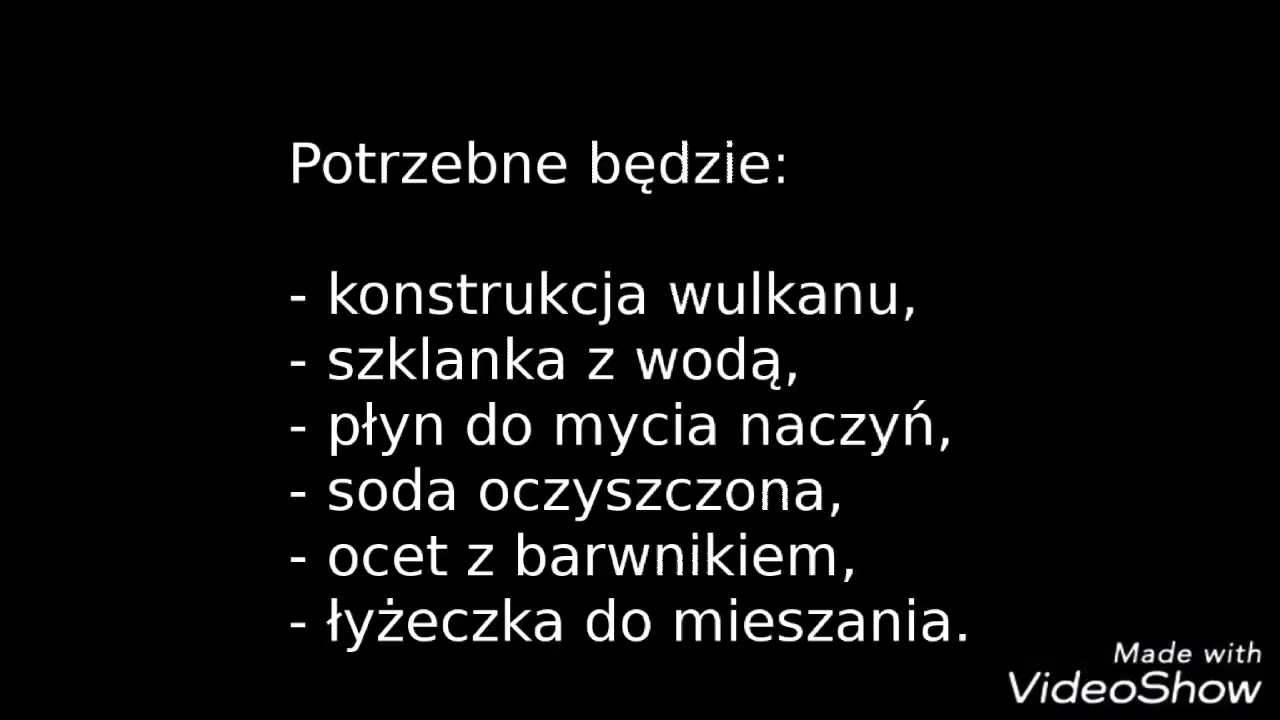 Potrzebne będzie:
- konstrukcja wulkanu,
- szklanka z wodą,
- płyn do mycia naczyń,
- soda oczyszczona,
- ocet z barwnikiem,
- łyżeczka do mieszania.
Made with
VideoShow